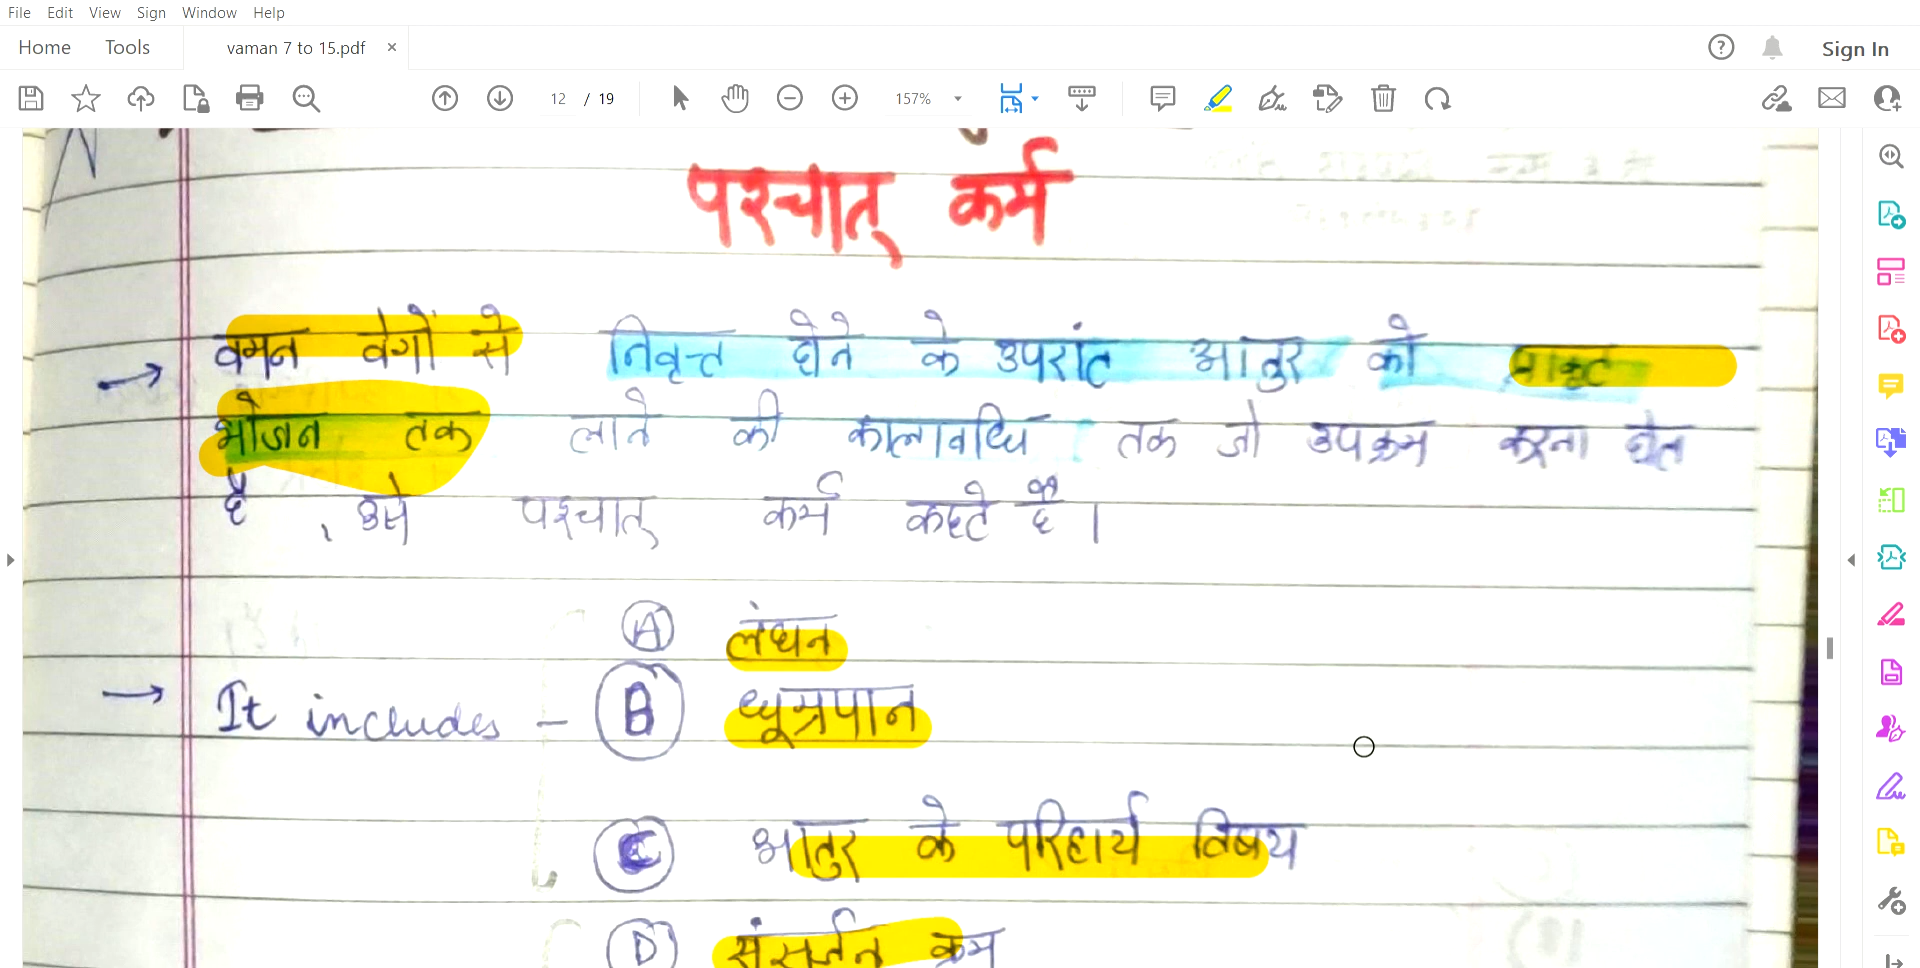 File Edit View Sign Window Help
Home Tools vaman 7 to 15.pdf × Sign In
12 / 19 157%
पश्चात् कर्म
→ वमन वेगों से निवृत्त होने के उपरांत आतुर को प्राकृत
भोजन तक लाने की कालावधि तक जो उपक्रम करना होता
है, उसे पश्चात् कर्म कहते है।
Ⓐ लंघन
→ It includes – Ⓑ धूम्रपान
Ⓒ आतुर के परिहार्य विषय
Ⓓ संसर्जन क्रम